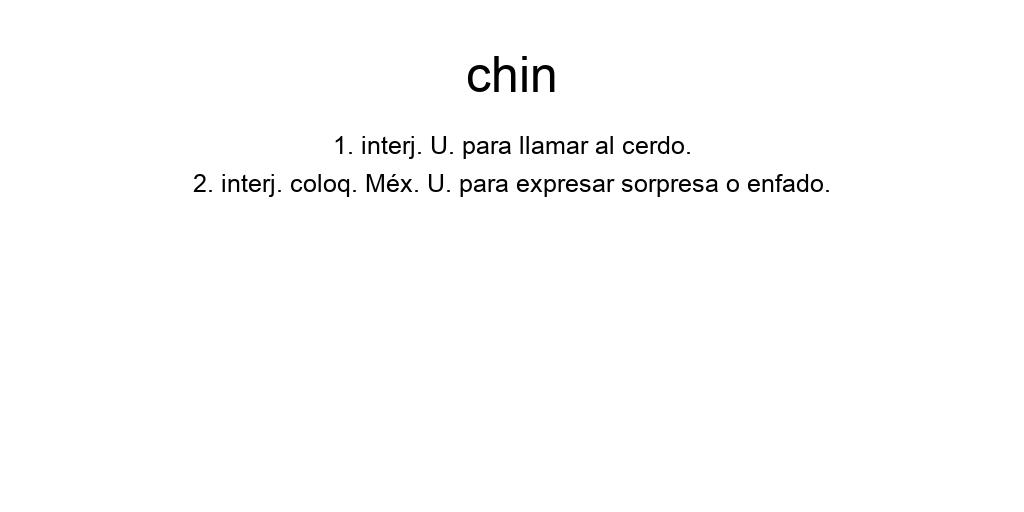 chin
1. interj. U. para llamar al cerdo.
2. interj. coloq. Méx. U. para expresar sorpresa o enfado.